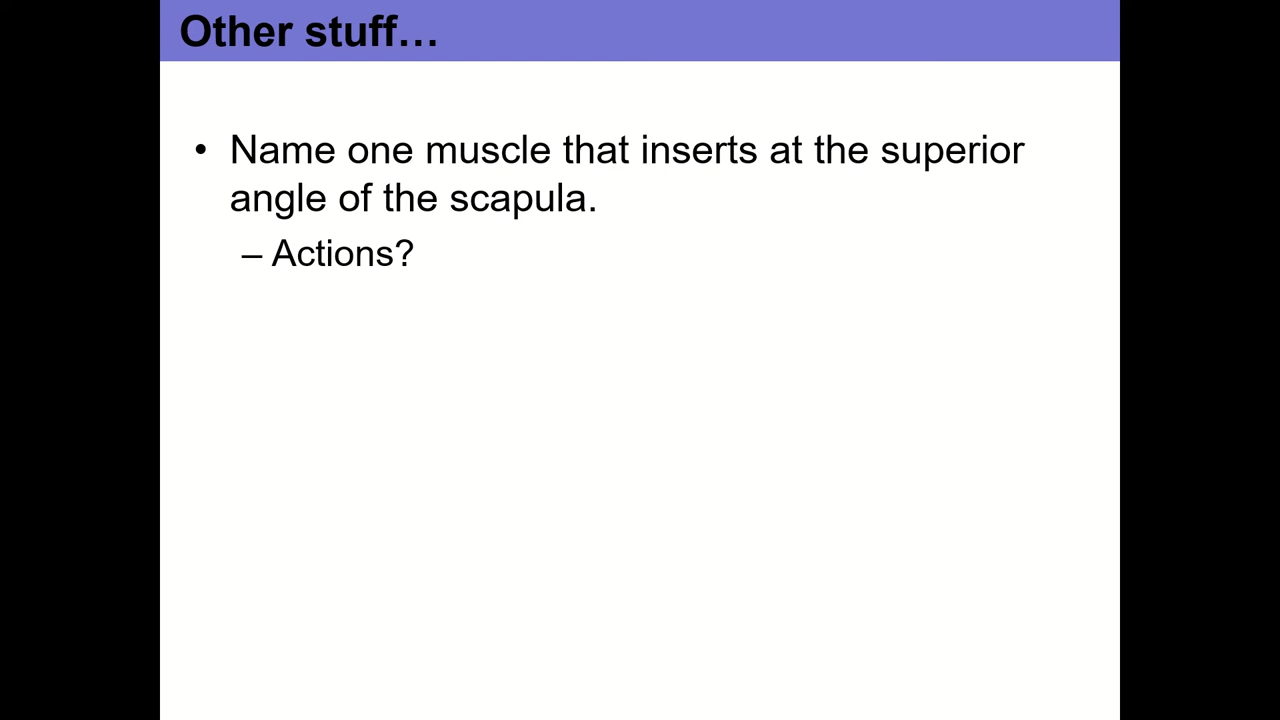 Other stuff…
• Name one muscle that inserts at the superior
angle of the scapula.
– Actions?